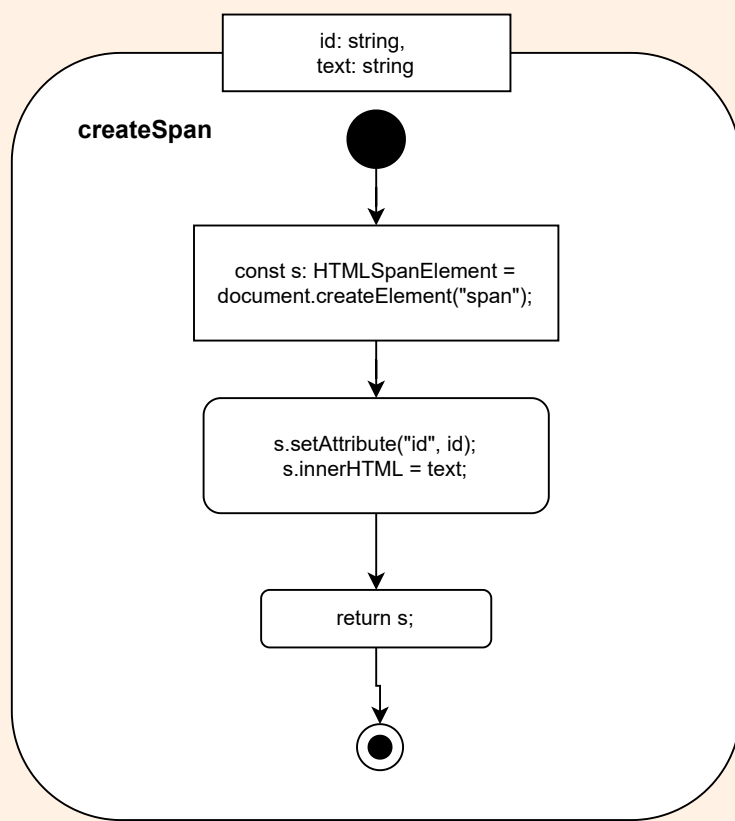 id: string,
text: string
createSpan
const s: HTMLSpanElement =
document.createElement("span");
s.setAttribute("id", id);
s.innerHTML = text;
return s;